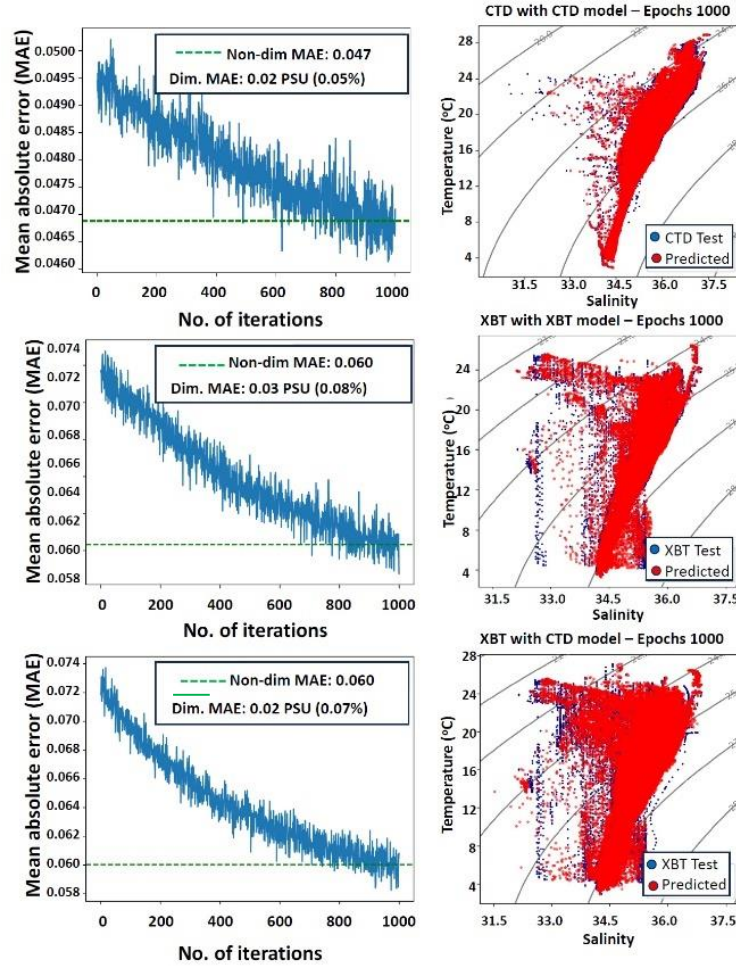 CTD with CTD model – Epochs 1000
Mean absolute error (MAE)
0.0500
0.0495
0.0490
0.0485
0.0480
0.0475
0.0470
0.0465
0.0460
Non-dim MAE: 0.047
Dim. MAE: 0.02 PSU (0.05%)
0 200 400 600 800 1000
No. of iterations
Temperature (°C)
28
24
20
16
12
8
4
CTD Test
Predicted
31.5 33.0 34.5 36.0 37.5
Salinity
XBT with XBT model – Epochs 1000
Mean absolute error (MAE)
0.074
0.072
0.070
0.068
0.064
0.062
0.060
0.058
Non-dim MAE: 0.060
Dim. MAE: 0.03 PSU (0.08%)
0 200 400 600 800 1000
No. of iterations
Temperature (°C)
28
24
20
16
12
8
4
XBT Test
Predicted
31.5 33.0 34.5 36.0 37.5
Salinity
XBT with CTD model – Epochs 1000
Mean absolute error (MAE)
0.074
0.072
0.070
0.066
0.064
0.062
0.060
0.058
Non-dim MAE: 0.060
Dim. MAE: 0.02 PSU (0.07%)
0 200 400 600 800 1000
No. of iterations
Temperature (°C)
28
24
20
16
12
8
4
XBT Test
Predicted
31.5 33.0 34.5 36.0 37.5
Salinity